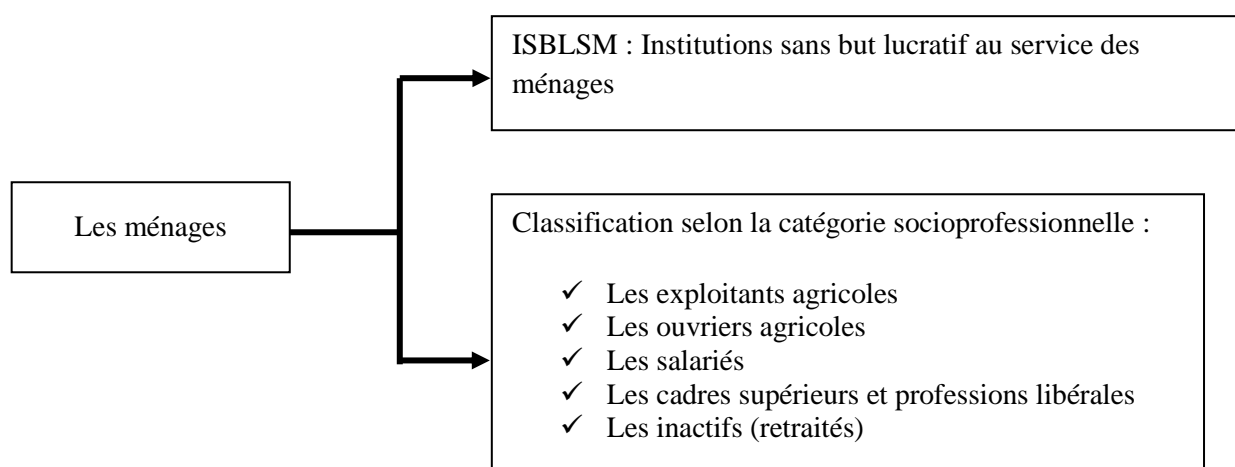 ISBLSM : Institutions sans but lucratif au service des
ménages
Les ménages
Classification selon la catégorie socioprofessionnelle :
✓ Les exploitants agricoles
✓ Les ouvriers agricoles
✓ Les salariés
✓ Les cadres supérieurs et professions libérales
✓ Les inactifs (retraités)